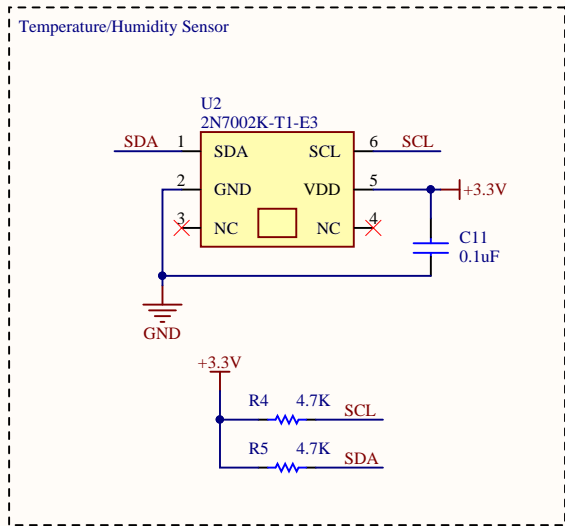 Temperature/Humidity Sensor
U2
2N7002K-T1-E3
SDA 1 SDA SCL 6 SCL
2 GND VDD 5 +3.3V
3 NC NC 4
C11
0.1uF
GND
+3.3V
R4 4.7K SCL
R5 4.7K SDA